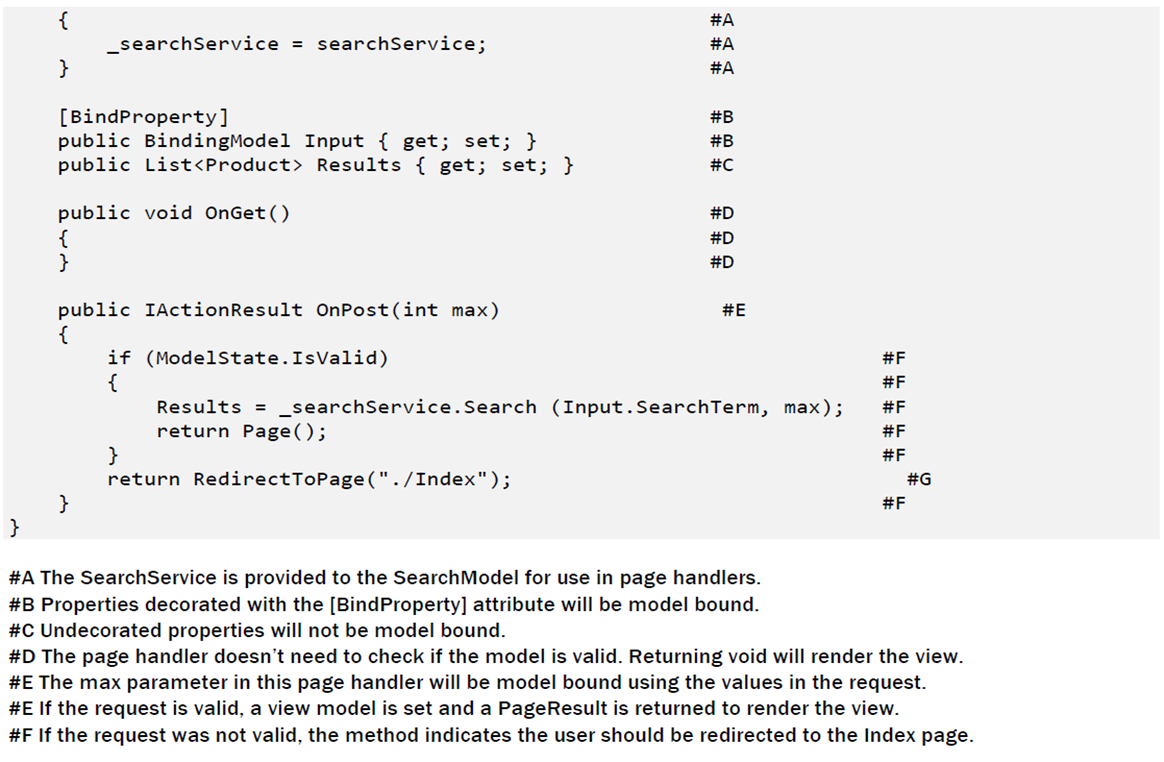 { #A
_searchService = searchService; #A
} #A
[BindProperty] #B
public BindingModel Input { get; set; } #B
public List<Product> Results { get; set; } #C
public void OnGet() #D
{ #D
} #D
public IActionResult OnPost(int max) #E
{
if (ModelState.IsValid) #F
{ #F
Results = _searchService.Search (Input.SearchTerm, max); #F
return Page(); #F
} #F
return RedirectToPage("./Index"); #G
} #F
}
#A The SearchService is provided to the SearchModel for use in page handlers.
#B Properties decorated with the [BindProperty] attribute will be model bound.
#C Undecorated properties will not be model bound.
#D The page handler doesn’t need to check if the model is valid. Returning void will render the view.
#E The max parameter in this page handler will be model bound using the values in the request.
#E If the request is valid, a view model is set and a PageResult is returned to render the view.
#F If the request was not valid, the method indicates the user should be redirected to the Index page.